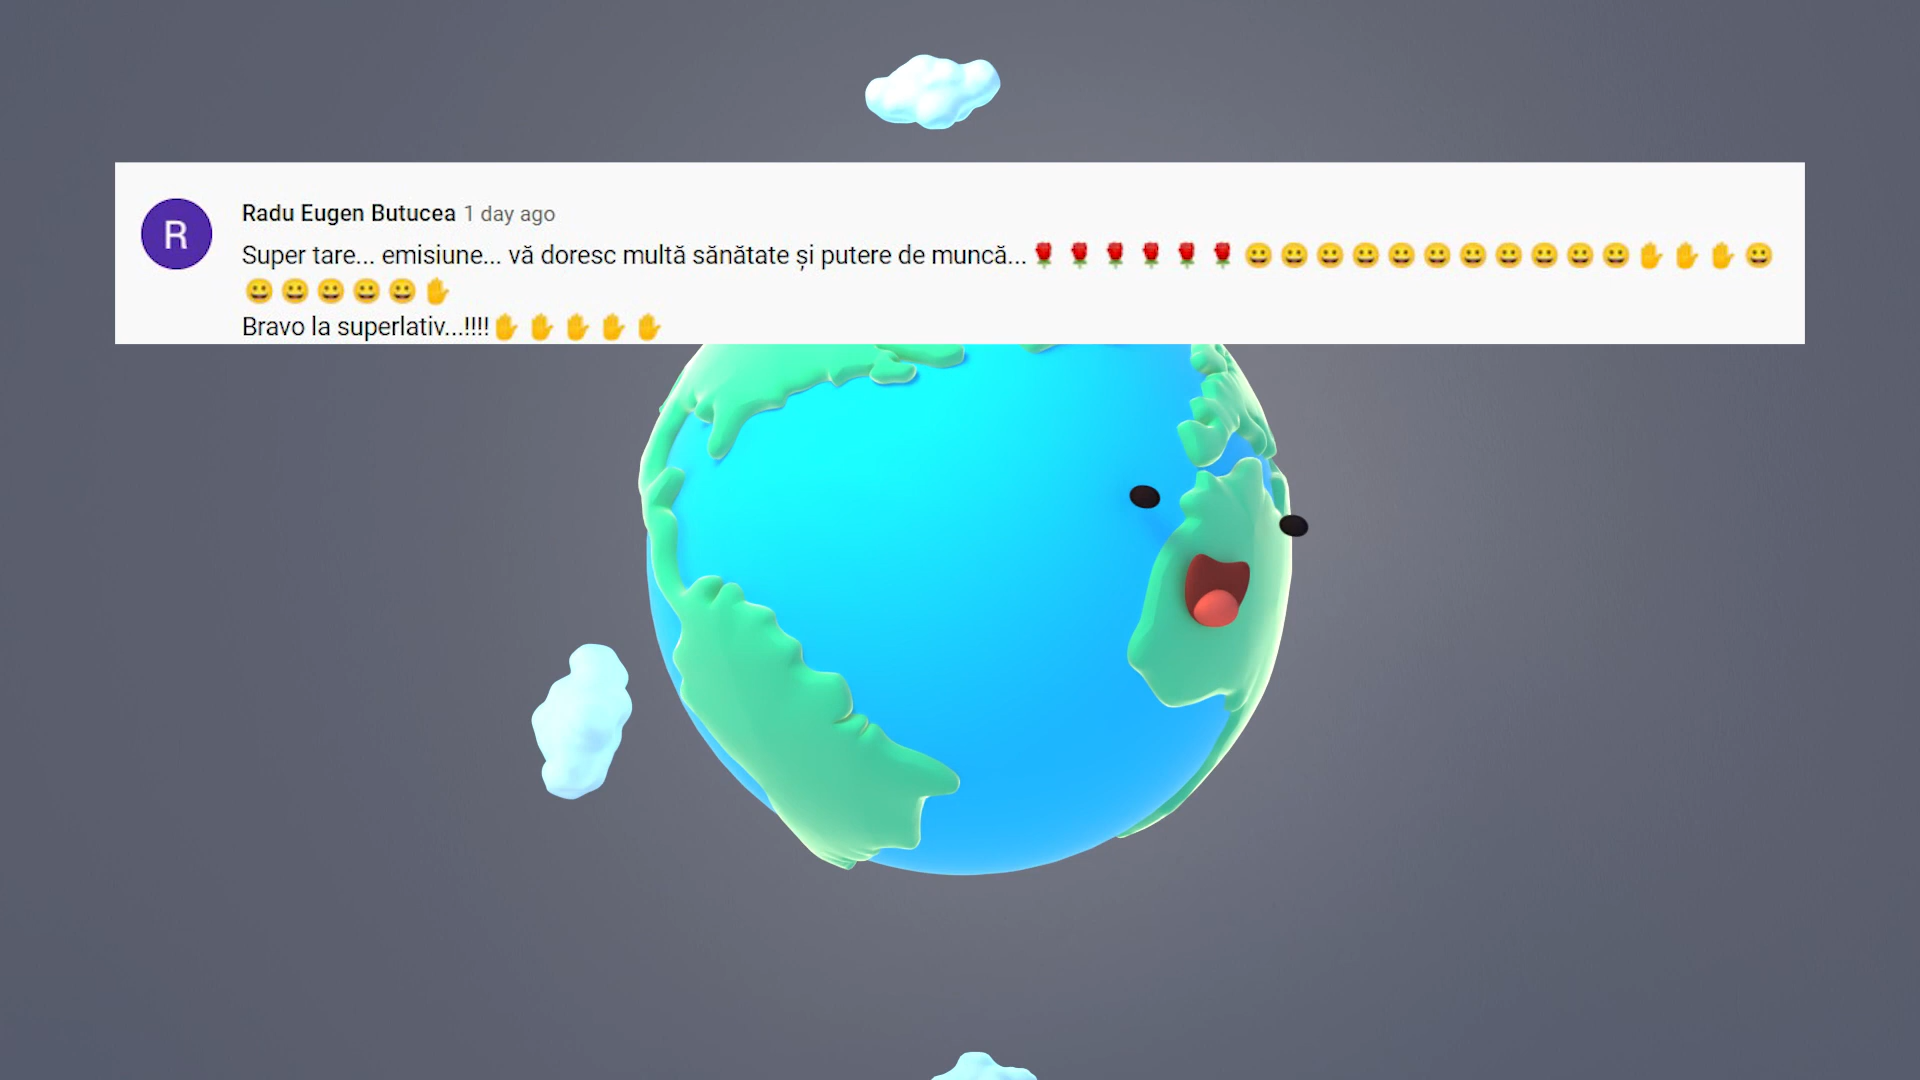 R
Radu Eugen Butucea 1 day ago
Super tare... emisiune... vă doresc multă sănătate și putere de muncă...🌹🌹🌹🌹🌹🌹😀😀😀😀😀😀😀😀😀😀😀✋✋✋😀
😀😀😀😀😀✋
Bravo la superlativ...!!!!✋✋✋✋✋